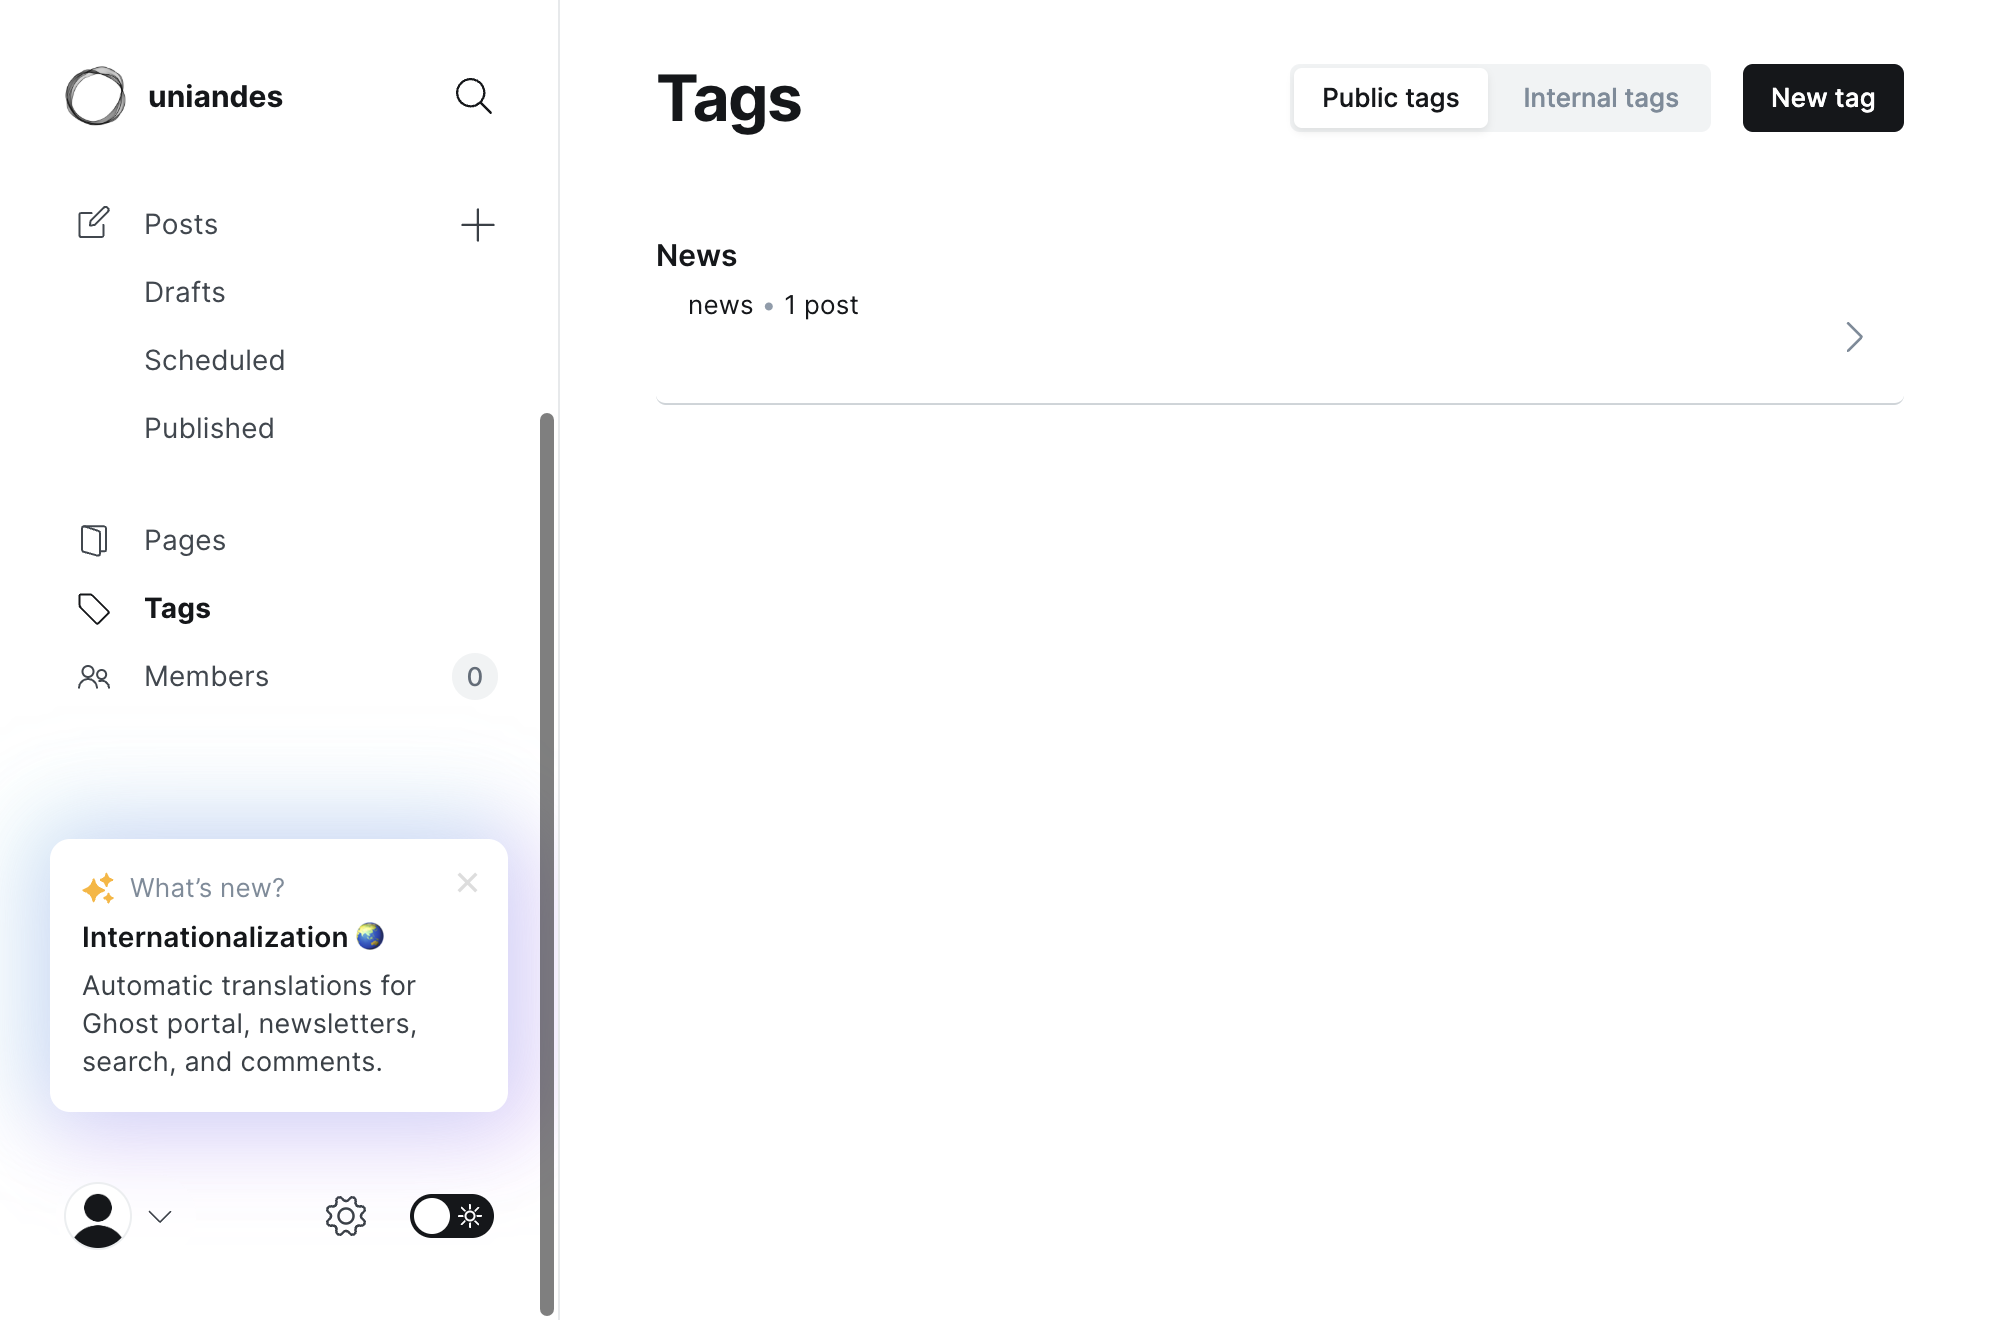 uniandes
Posts
Drafts
Scheduled
Published
Pages
Tags
Members
0
What’s new?
Internationalization
Automatic translations for
Ghost portal, newsletters,
search, and comments.
Tags
Public tags
Internal tags
New tag
News
news • 1 post